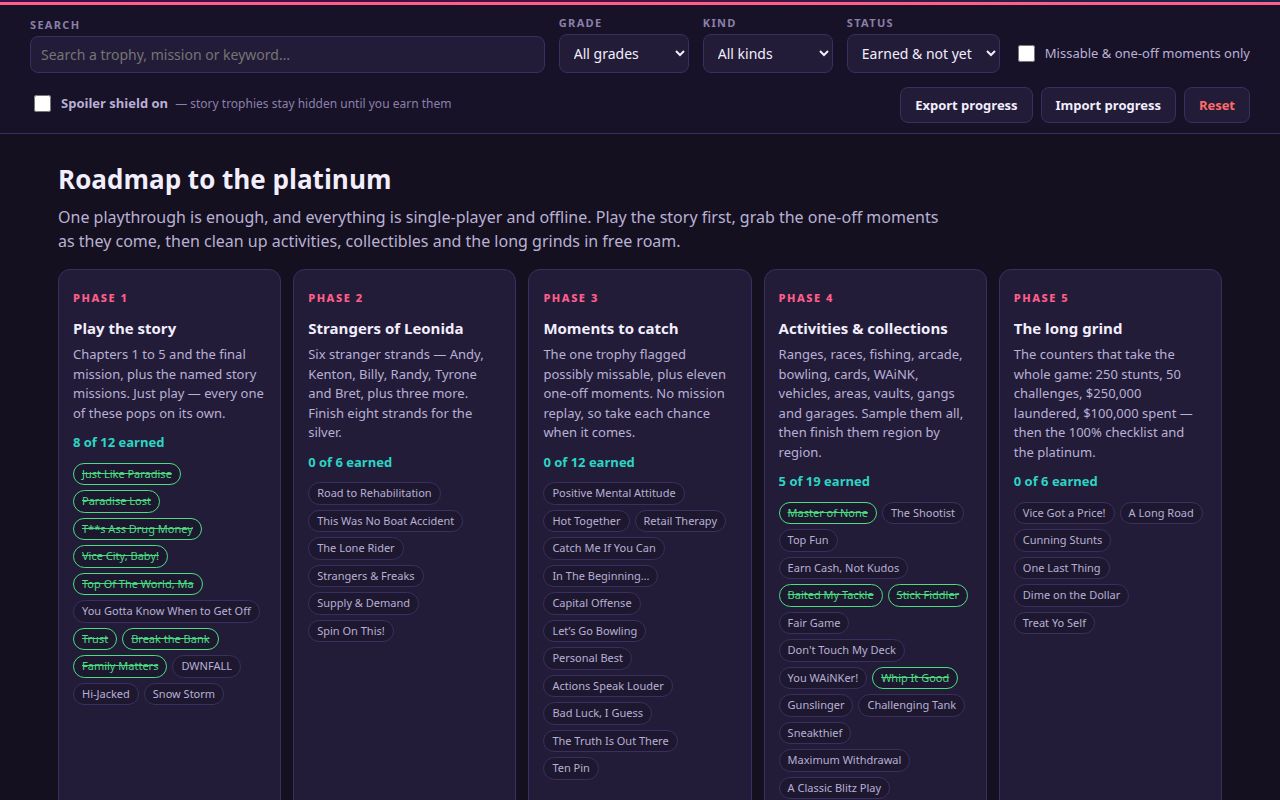 SEARCH
GRADE
KIND
STATUS
Search a trophy, mission or keyword...
All grades
All kinds
Earned & not yet
Missable & one-off moments only
Spoiler shield on — story trophies stay hidden until you earn them
Export progress
Import progress
Reset
Roadmap to the platinum
One playthrough is enough, and everything is single-player and offline. Play the story first, grab the one-off moments
as they come, then clean up activities, collectibles and the long grinds in free roam.
PHASE 1
Play the story
Chapters 1 to 5 and the final
mission, plus the named story
missions. Just play — every one
of these pops on its own.
8 of 12 earned
Just Like Paradise
Paradise Lost
T**s Ass Drug Money
Vice City, Baby!
Top Of The World, Ma
You Gotta Know When to Get Off
Trust
Break the Bank
Family Matters
DWNFALL
Hi-Jacked
Snow Storm
PHASE 2
Strangers of Leonida
Six stranger strands — Andy,
Kenton, Billy, Randy, Tyrone
and Bret, plus three more.
Finish eight strands for the
silver.
0 of 6 earned
Road to Rehabilitation
This Was No Boat Accident
The Lone Rider
Strangers & Freaks
Supply & Demand
Spin On This!
PHASE 3
Moments to catch
The one trophy flagged
possibly missable, plus eleven
one-off moments. No mission
replay, so take each chance
when it comes.
0 of 12 earned
Positive Mental Attitude
Hot Together
Retail Therapy
Catch Me If You Can
In The Beginning...
Capital Offense
Let's Go Bowling
Personal Best
Actions Speak Louder
Bad Luck, I Guess
The Truth Is Out There
Ten Pin
PHASE 4
Activities & collections
Ranges, races, fishing, arcade,
bowling, cards, WAiNK,
vehicles, areas, vaults, gangs
and garages. Sample them all,
then finish them region by
region.
5 of 19 earned
Master of None
The Shootist
Top Fun
Earn Cash, Not Kudos
Baited My Tackle
Stick Fiddler
Fair Game
Don't Touch My Deck
You WAiNKer!
Whip It Good
Gunslinger
Challenging Tank
Sneakthief
Maximum Withdrawal
A Classic Blitz Play
PHASE 5
The long grind
The counters that take the
whole game: 250 stunts, 50
challenges, $250,000
laundered, $100,000 spent —
then the 100% checklist and
the platinum.
0 of 6 earned
Vice Got a Price!
A Long Road
Cunning Stunts
One Last Thing
Dime on the Dollar
Treat Yo Self